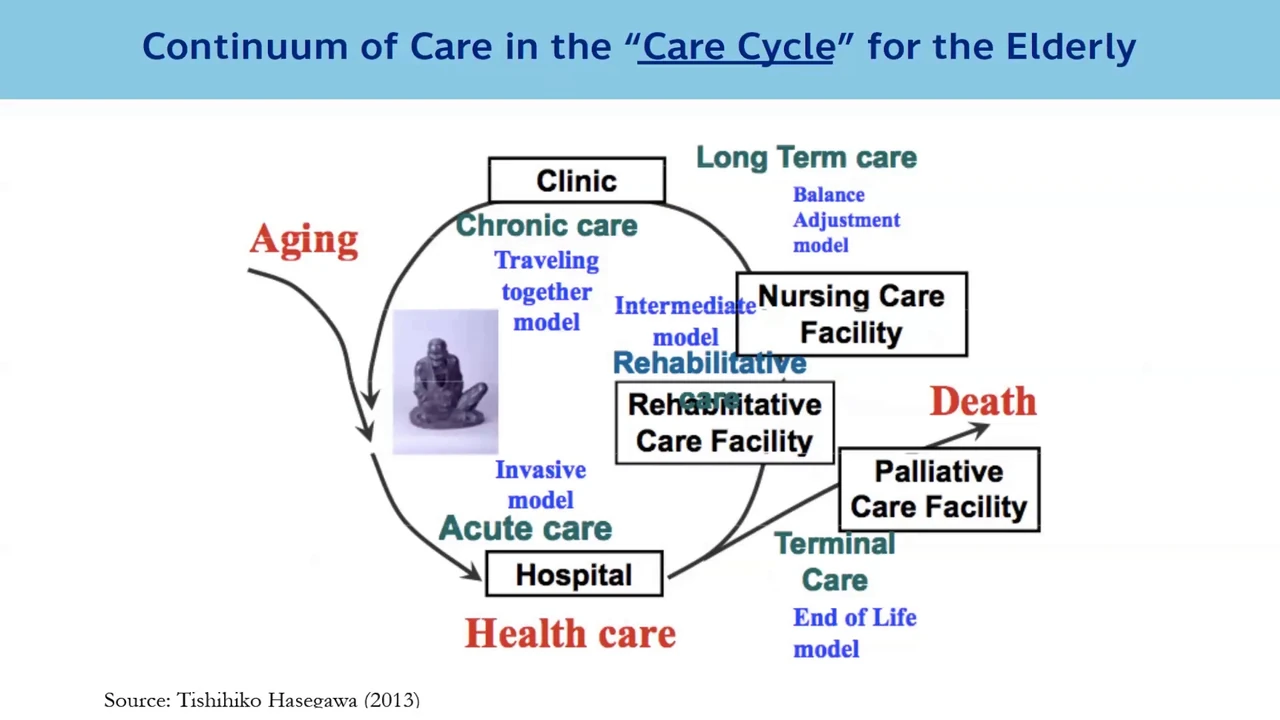 Continuum of Care in the “Care Cycle” for the Elderly
Long Term care
Clinic
Balance
Adjustment
model
Chronic care
Aging
Traveling
together
model
Intermediate
model
Nursing Care
Facility
Rehabilitative
care
Rehabilitative
Care Facility
Death
Invasive
model
Palliative
Care Facility
Acute care
Terminal
Care
Hospital
End of Life
model
Health care
Source: Tishihiko Hasegawa (2013)